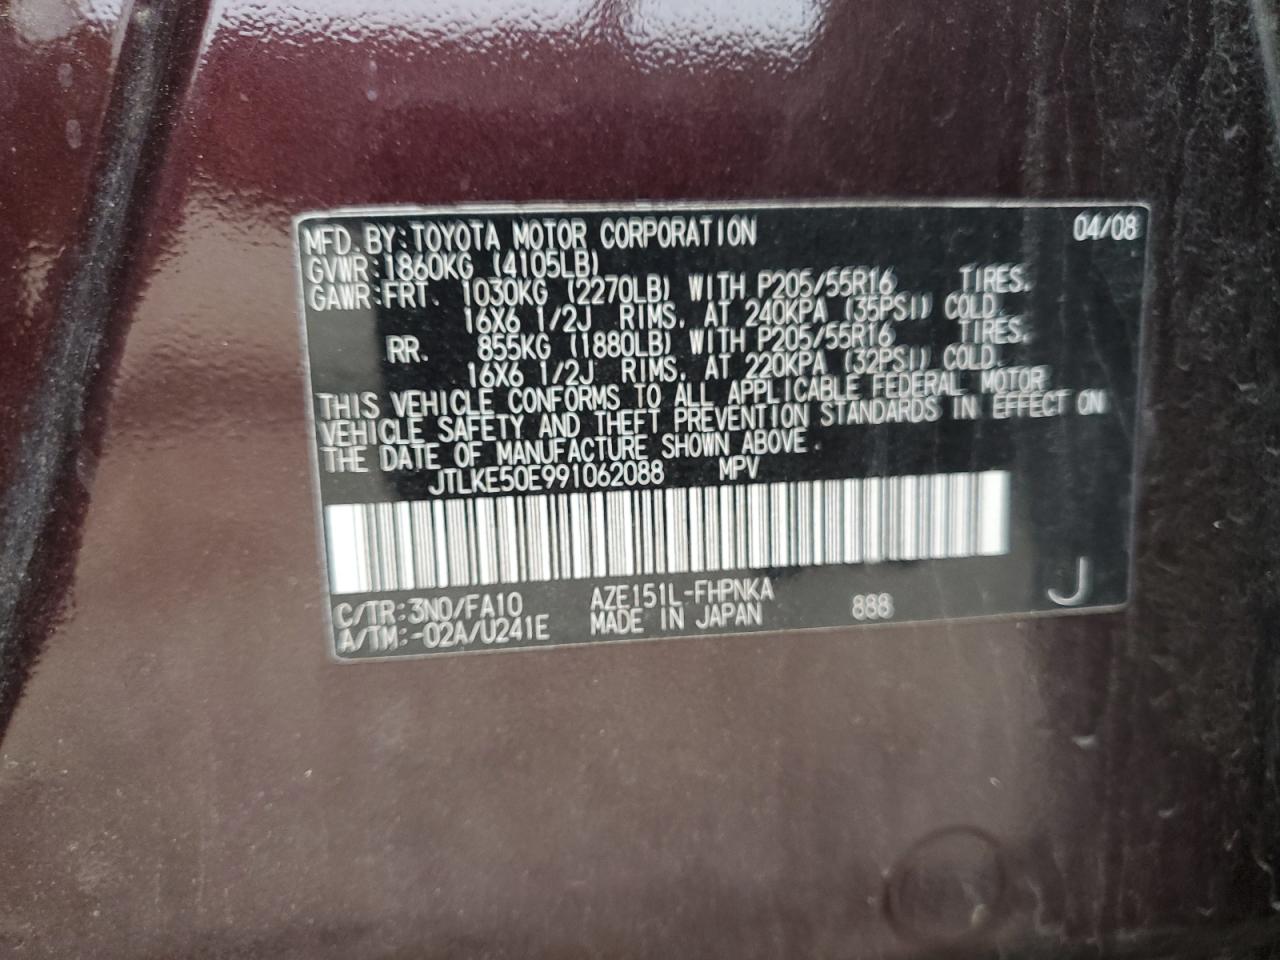 MFD. BY: TOYOTA MOTOR CORPORATION 04/08
GVWR: 1860KG (4105LB)
GAWR: FRT. 1030KG (2270LB) WITH P205/55R16 TIRES,
16X6 1/2J RIMS, AT 240KPA (35PSI) COLD.
RR. 855KG (1880LB) WITH P205/55R16 TIRES,
16X6 1/2J RIMS, AT 220KPA (32PSI) COLD.
THIS VEHICLE CONFORMS TO ALL APPLICABLE FEDERAL MOTOR
VEHICLE SAFETY AND THEFT PREVENTION STANDARDS IN EFFECT ON
THE DATE OF MANUFACTURE SHOWN ABOVE.
JTLKE50E991062088 MPV
C/TR: 3N0/FA10 AZE151L-FHPNKA 888 J
A/TM: -02A/U241E MADE IN JAPAN